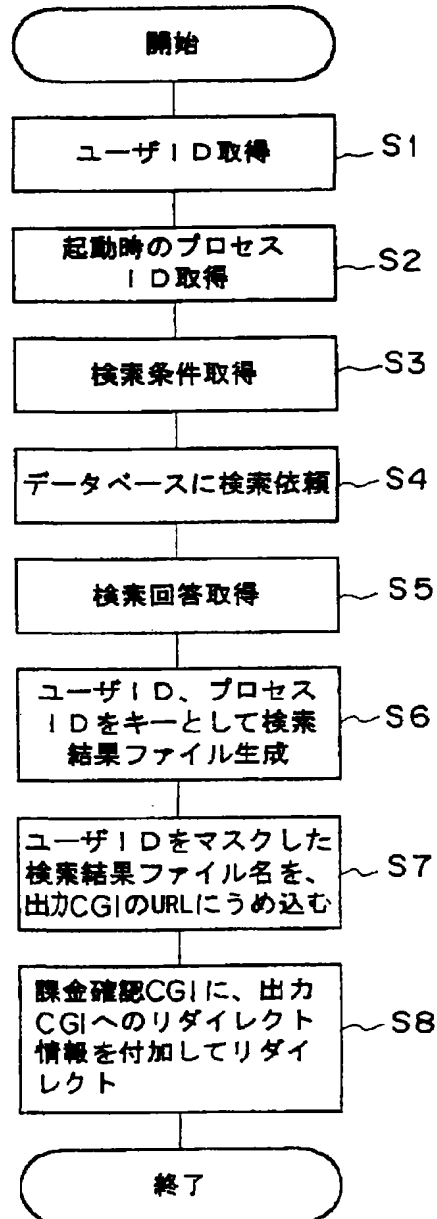 開始
ユーザID取得
S1
起動時のプロセス
ID取得
S2
検索条件取得
S3
データベースに検索依頼
S4
検索回答取得
S5
ユーザID、プロセス
IDをキーとして検索
結果ファイル生成
S6
ユーザIDをマスクした
検索結果ファイル名を、
出力CGIのURLにうめ込む
S7
課金確認CGIに、出力
CGIへのリダイレクト
情報を付加してリダイ
レクト
S8
終了